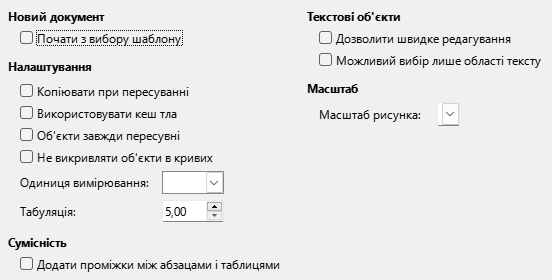 Новий документ
Почати з вибору шаблону
Налаштування
Копіювати при пересуванні
Використовувати кеш тла
Об'єкти завжди пересувні
Не викривляти об'єкти в кривих
Одиниця вимірювання:
Табуляція: 5,00
Сумісність
Додати проміжки між абзацами і таблицями
Текстові об'єкти
Дозволити швидке редагування
Можливий вибір лише області тексту
Масштаб
Масштаб рисунка: